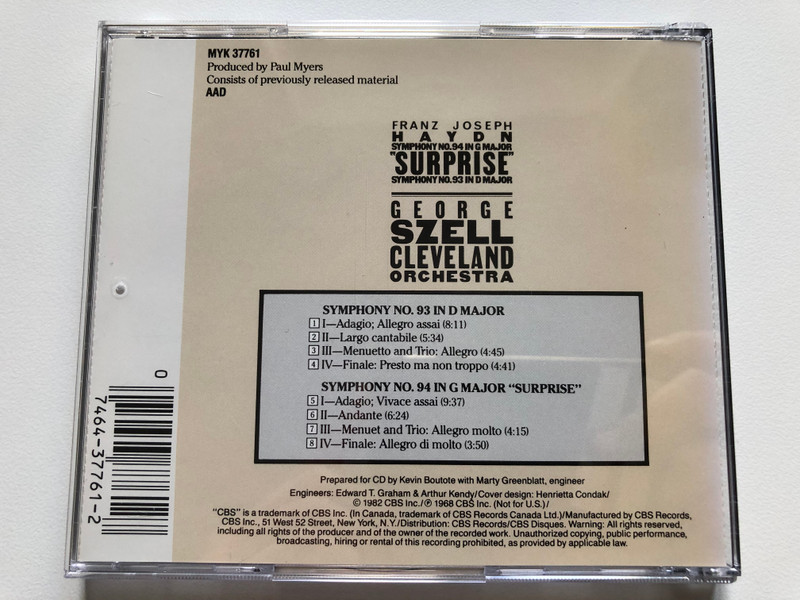 MYK 37761
Produced by Paul Myers
Consists of previously released material
AAD
FRANZ JOSEPH
HAYDN
SYMPHONY NO. 94 IN G MAJOR
"SURPRISE"
SYMPHONY NO. 93 IN D MAJOR
GEORGE
SZELL
CLEVELAND
ORCHESTRA
SYMPHONY NO. 93 IN D MAJOR
1 I—Adagio; Allegro assai (8:11)
2 II—Largo cantabile (5:34)
3 III—Menuetto and Trio: Allegro (4:45)
4 IV—Finale: Presto ma non troppo (4:41)
SYMPHONY NO. 94 IN G MAJOR “SURPRISE”
5 I—Adagio; Vivace assai (9:37)
6 II—Andante (6:24)
7 III—Menuet and Trio: Allegro molto (4:15)
8 IV—Finale: Allegro di molto (3:50)
Prepared for CD by Kevin Boutote with Marty Greenblatt, engineer
Engineers: Edward T. Graham & Arthur Kendy/Cover design: Henrietta Condak/
© 1982 CBS Inc./℗ 1968 CBS Inc. (Not for U.S.)/
"CBS" is a trademark of CBS Inc. (In Canada, trademark of CBS Records Canada Ltd.)/Manufactured by CBS Records,
CBS Inc., 51 West 52 Street, New York, N.Y./Distribution: CBS Records/CBS Disques. Warning: All rights reserved,
including all rights of the producer and of the owner of the recorded work. Unauthorized copying, public performance,
broadcasting, hiring or rental of this recording prohibited, as provided by applicable law.
0
7464-37761-2